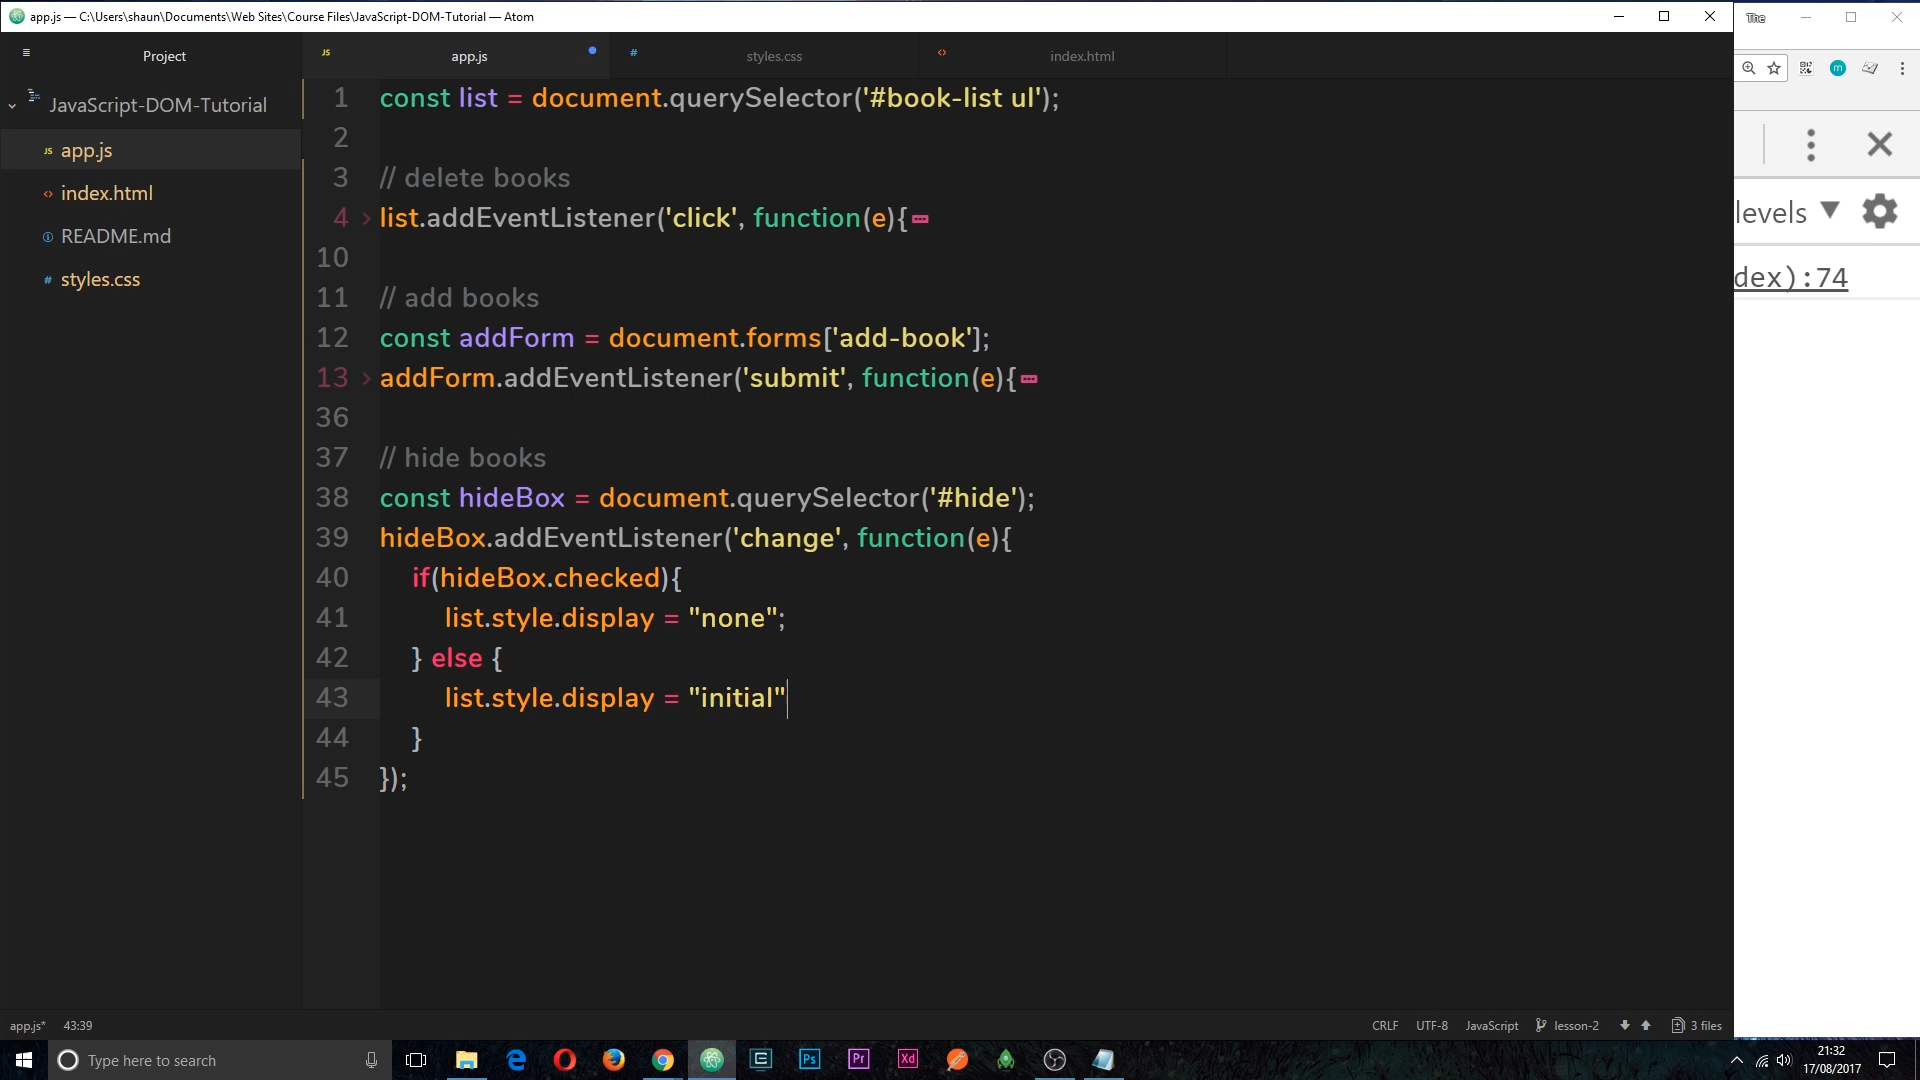 app.js — C:\Users\shaun\Documents\Web Sites\Course Files\JavaScript-DOM-Tutorial — Atom
The
Project
JS app.js
# styles.css
<> index.html
JavaScript-DOM-Tutorial
JS app.js
<> index.html
README.md
# styles.css
1 const list = document.querySelector('#book-list ul');
2
3 // delete books
4 list.addEventListener('click', function(e){
10
11 // add books
12 const addForm = document.forms['add-book'];
13 addForm.addEventListener('submit', function(e){
36
37 // hide books
38 const hideBox = document.querySelector('#hide');
39 hideBox.addEventListener('change', function(e){
40 if(hideBox.checked){
41 list.style.display = "none";
42 } else {
43 list.style.display = "initial"
44 }
45 });
m
levels
dex):74
app.js* 43:39
CRLF UTF-8 JavaScript lesson-2 3 files
Type here to search
Ps
Pr
Xd
21:32
17/08/2017